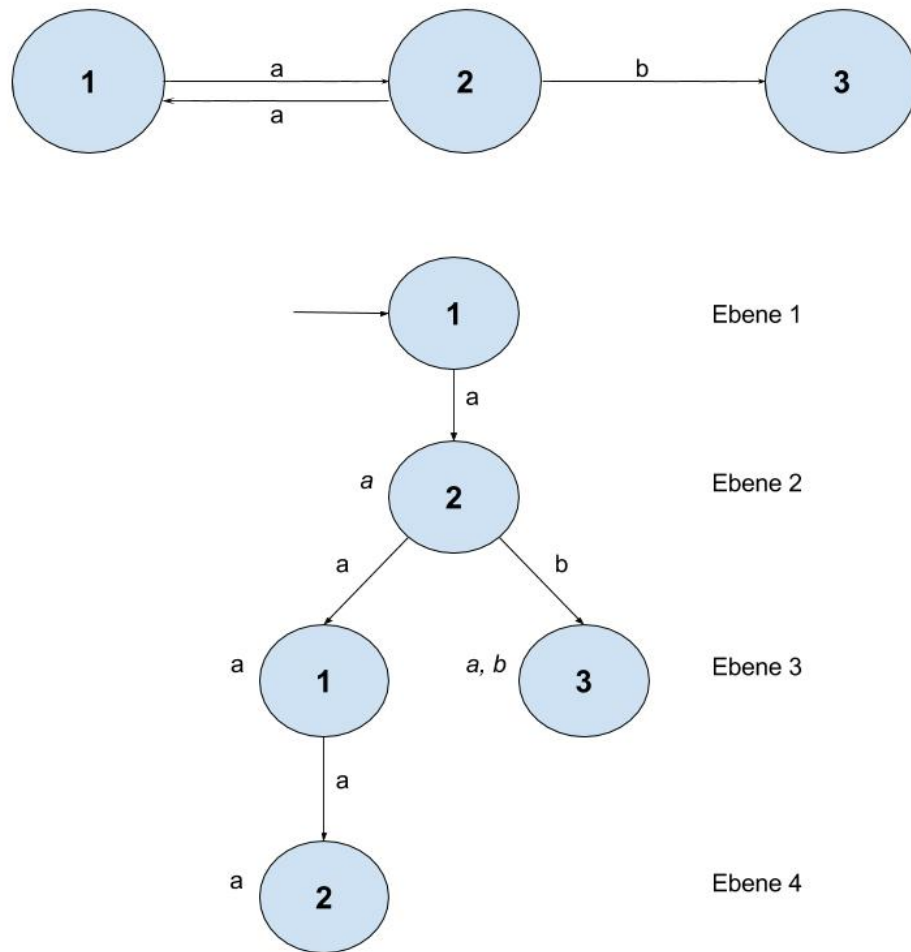 1 a 2 b 3
a
1 Ebene 1
a
a 2 Ebene 2
a b
a 1 a, b 3 Ebene 3
a
a 2 Ebene 4